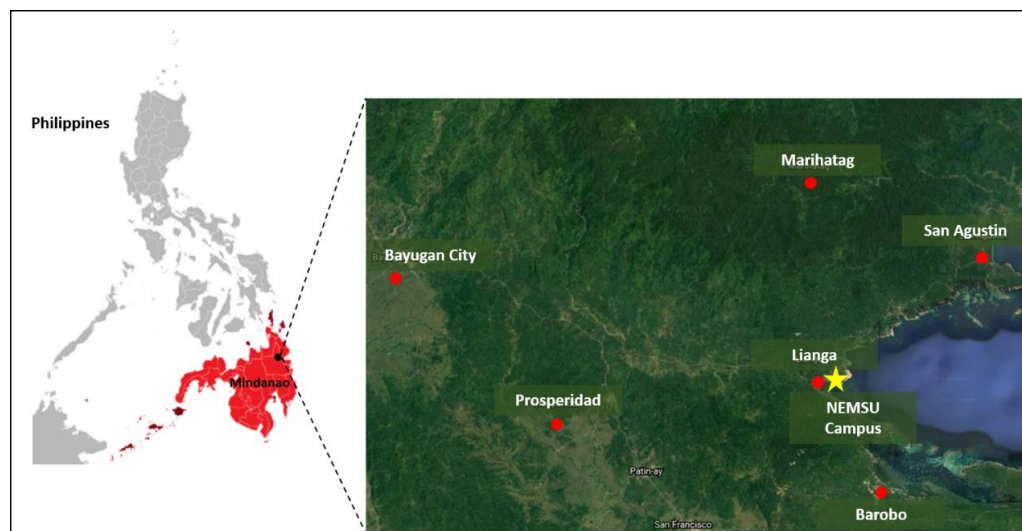 Philippines
Mindanao
Marihatag
San Agustin
Bayugan City
Lianga
NEMSU
Campus
Prosperidad
Patin-ay
San Francisco
Barobo